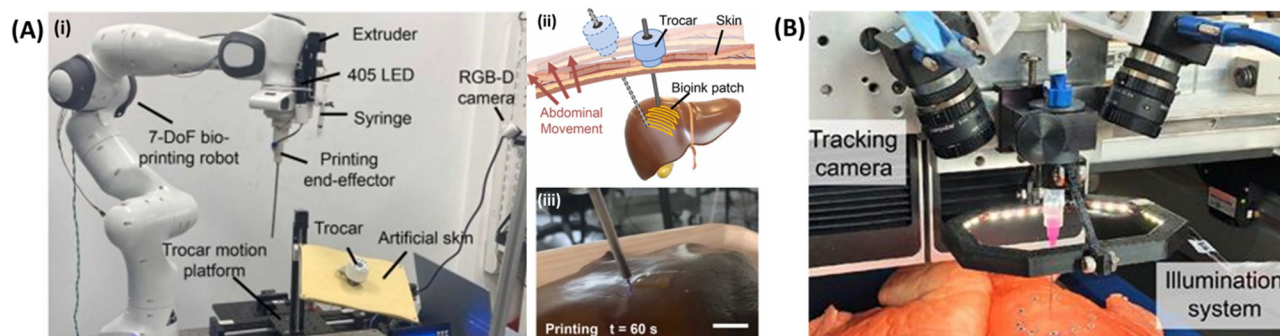 (A)
(i)
Extruder
405 LED
RGB-D
camera
Syringe
7-DoF bio-
printing robot
Printing
end-effector
Trocar
Artificial skin
Trocar motion
platform
(ii)
Trocar
Skin
Bioink patch
Abdominal
Movement
(iii)
Printing t = 60 s
(B)
Tracking
camera
Illumination
system